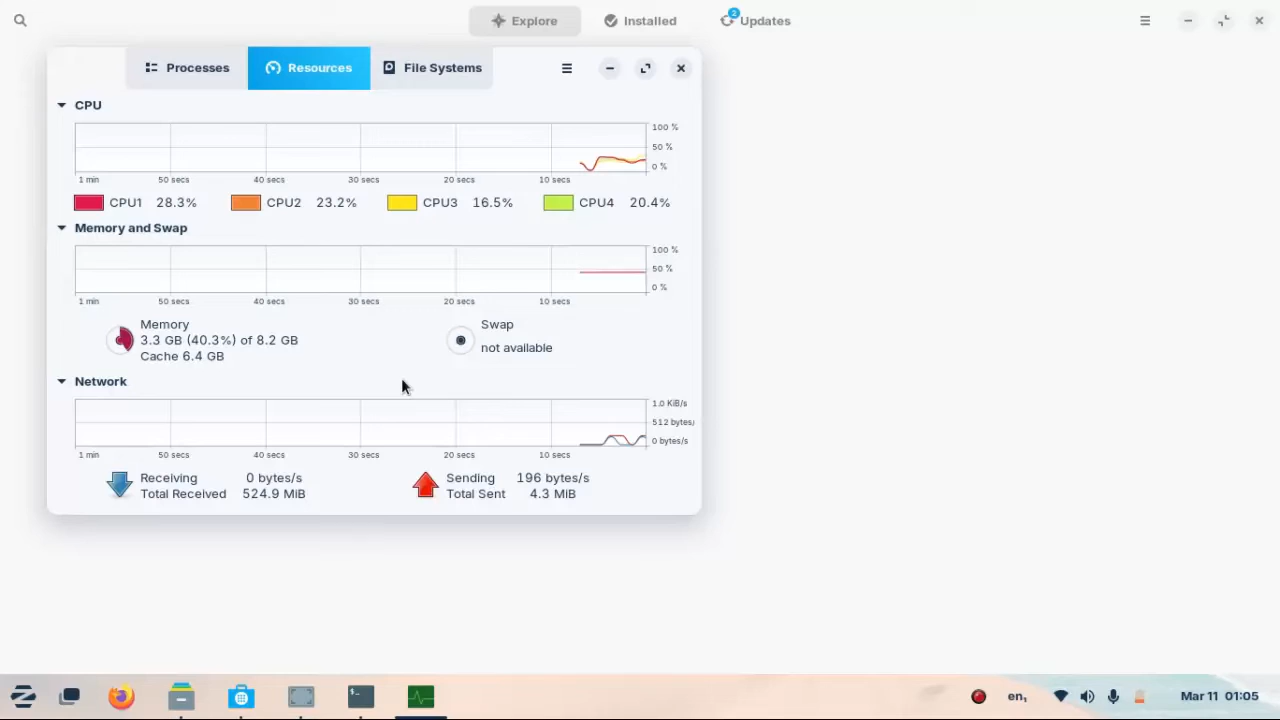 Explore Installed Updates
2
Processes Resources File Systems
CPU
100 %
50 %
0 %
1 min 50 secs 40 secs 30 secs 20 secs 10 secs
CPU1 28.3% CPU2 23.2% CPU3 16.5% CPU4 20.4%
Memory and Swap
100 %
50 %
0 %
1 min 50 secs 40 secs 30 secs 20 secs 10 secs
Memory
3.3 GB (40.3%) of 8.2 GB
Cache 6.4 GB
Swap
not available
Network
1.0 KiB/s
512 bytes/
0 bytes/s
1 min 50 secs 40 secs 30 secs 20 secs 10 secs
Receiving 0 bytes/s
Total Received 524.9 MiB
Sending 196 bytes/s
Total Sent 4.3 MiB
$_
en₁
Mar 11 01:05